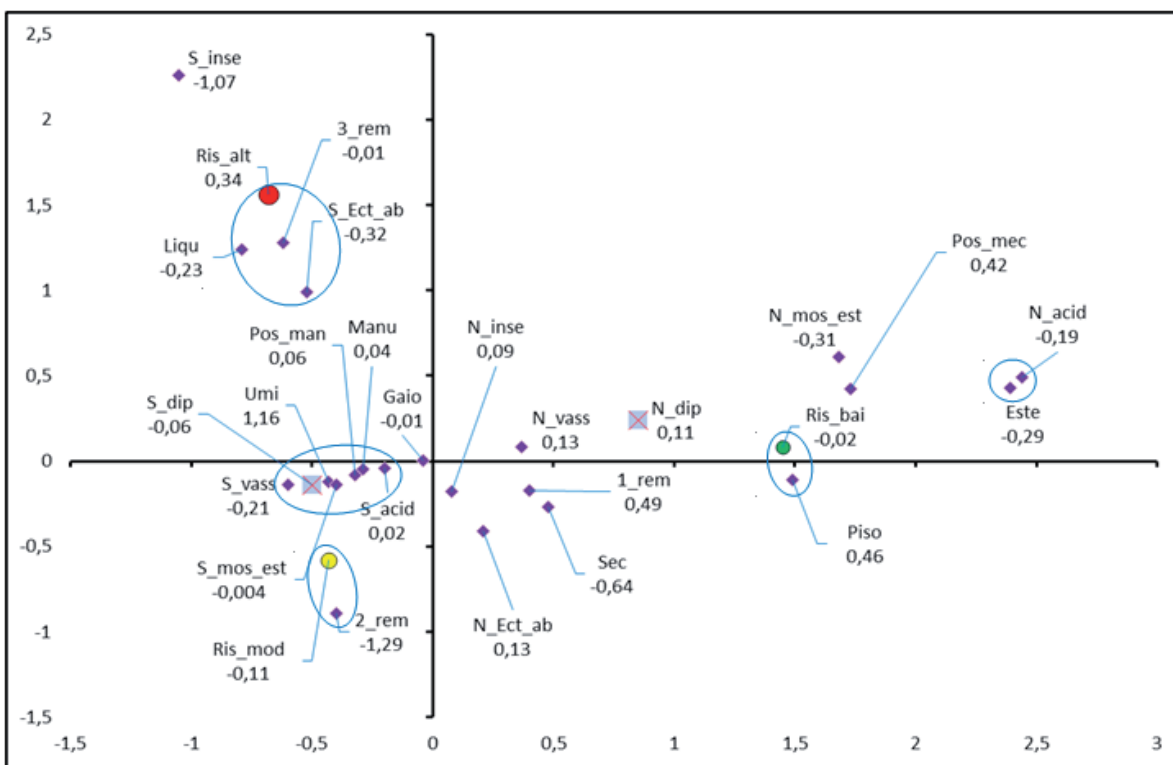 2,5
S_inse
-1,07
2
3_rem
-0,01
Ris_alt
0,34
1,5
S_Ect_ab
-0,32
Liqu
-0,23
Pos_mec
0,42
1
N_mos_est
-0,31
N_acid
-0,19
Pos_man
0,06
Manu
0,04
N_inse
0,09
0,5
S_dip
-0,06
Umi
1,16
Gaio
-0,01
N_vass
0,13
N_dip
0,11
Ris_bai
-0,02
Este
-0,29
0
S_vass
-0,21
S_acid
0,02
1_rem
0,49
Piso
0,46
-0,5
S_mos_est
-0,004
Sec
-0,64
2_rem
-1,29
N_Ect_ab
0,13
-1
Ris_mod
-0,11
-1,5
-1,5 -1 -0,5 0 0,5 1 1,5 2 2,5 3